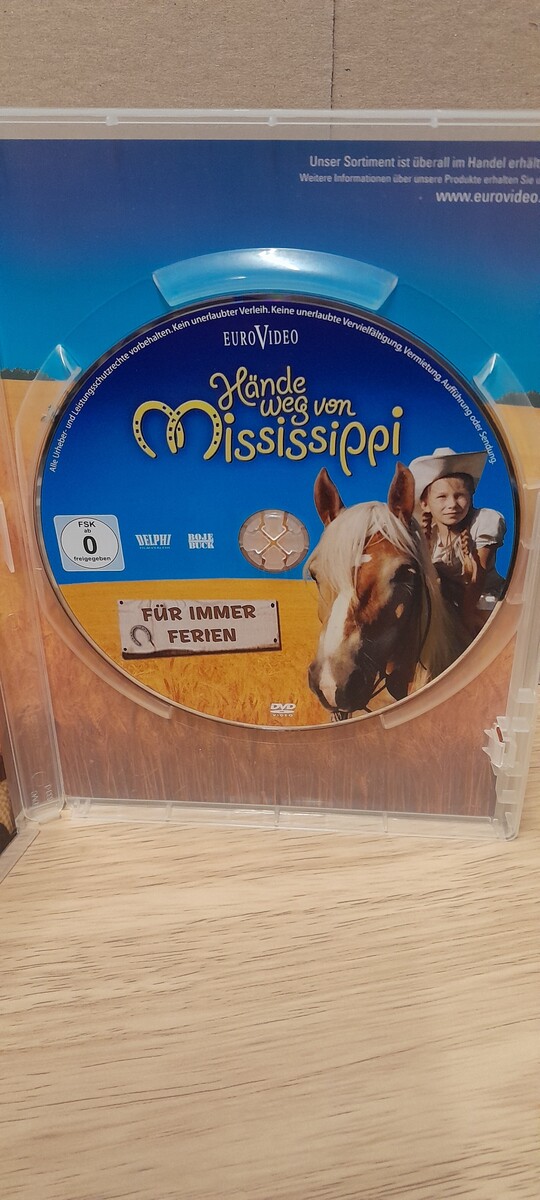 Unser Sortiment ist überall im Handel erhält
Weitere Informationen über unsere Produkte erhalten Sie
www.eurovideo.
Alle Urheber- und Leistungsschutzrechte vorbehalten. Kein unerlaubter Verleih. Keine unerlaubte Vervielfältigung, Vermietung, Aufführung oder Sendung.
EUROVIDEO
Hände
weg von
Mississippi
FSK
ab
0
freigegeben
DELPHI
BOJE
BUCK
FÜR IMMER
FERIEN
DVD
VIDEO